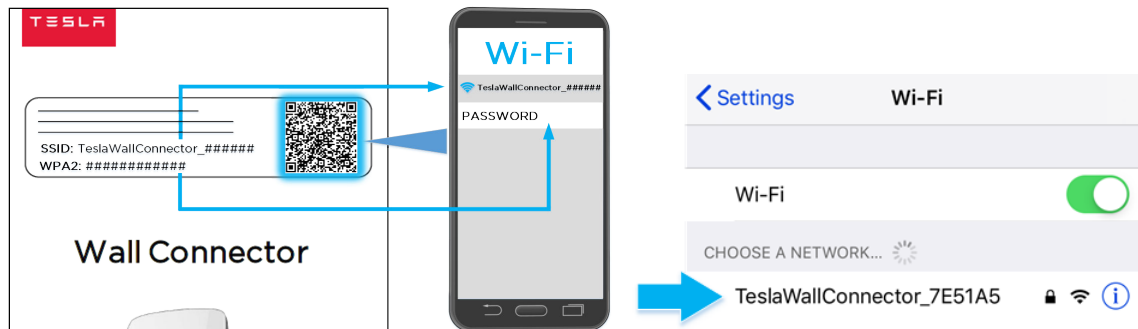 TESLA
SSID: TeslaWallConnector_######
WPA2: ############
Wall Connector
Wi-Fi
TeslaWallConnector_######
PASSWORD
Settings
Wi-Fi
Wi-Fi
CHOOSE A NETWORK...
TeslaWallConnector_7E51A5